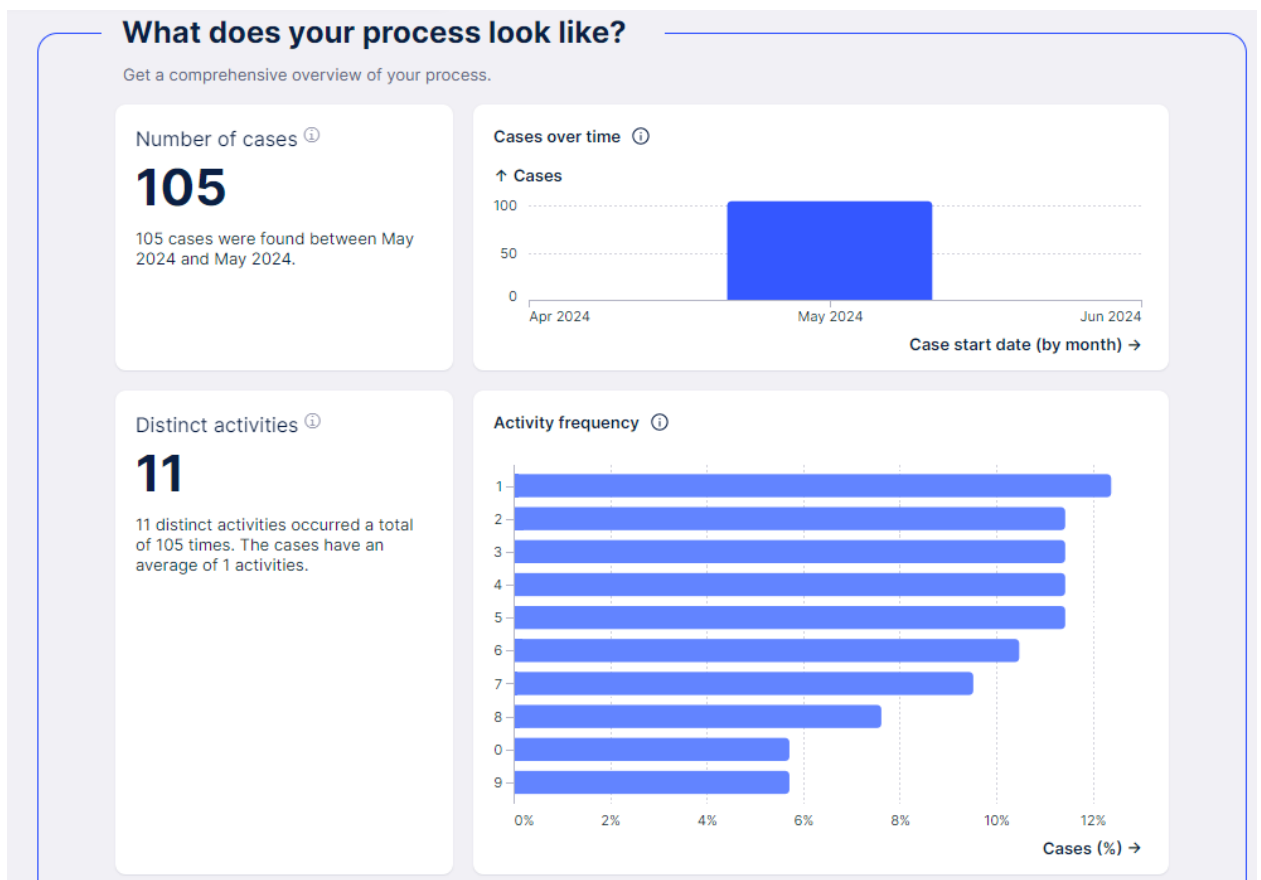 What does your process look like?
Get a comprehensive overview of your process.
Number of cases
105
105 cases were found between May
2024 and May 2024.
Cases over time
↑ Cases
100
50
0
Apr 2024
May 2024
Jun 2024
Case start date (by month) →
Distinct activities
11
11 distinct activities occurred a total
of 105 times. The cases have an
average of 1 activities.
Activity frequency
1
2
3
4
5
6
7
8
0
9
0%
2%
4%
6%
8%
10%
12%
Cases (%) →